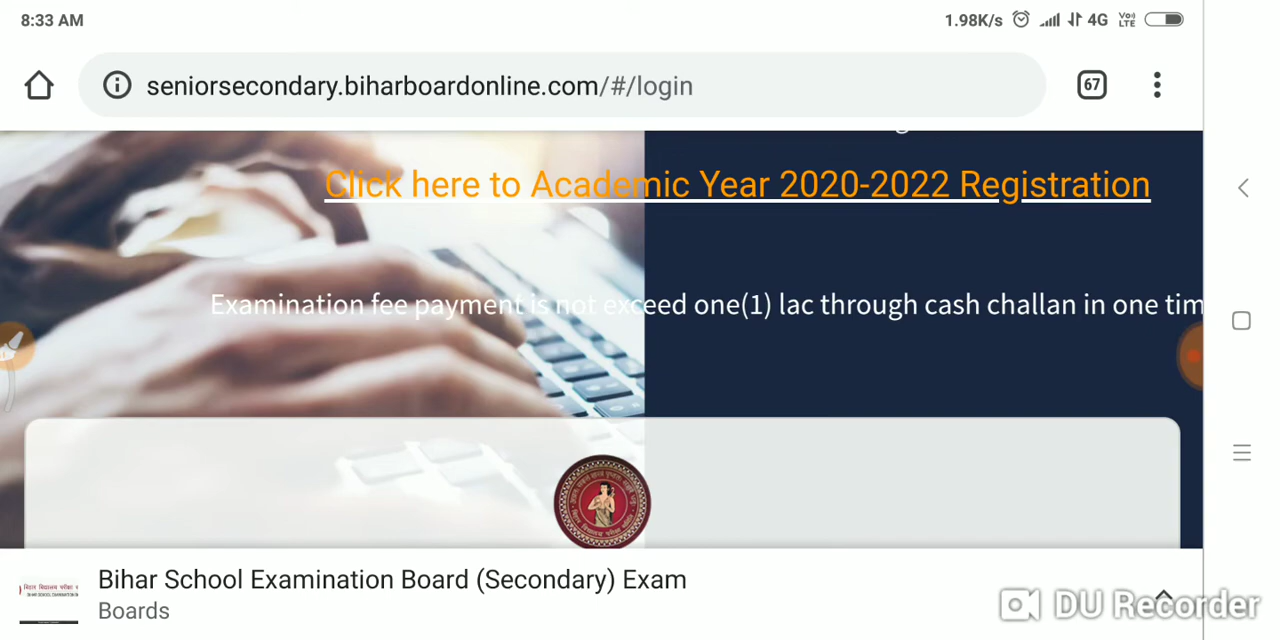 8:33 AM
1.98K/s 4G Vo) LTE
seniorsecondary.biharboardonline.com/#/login
67
Click here to Academic Year 2020-2022 Registration
Examination fee payment is not exceed one(1) lac through cash challan in one tim
Bihar School Examination Board (Secondary) Exam
Boards
DU Recorder